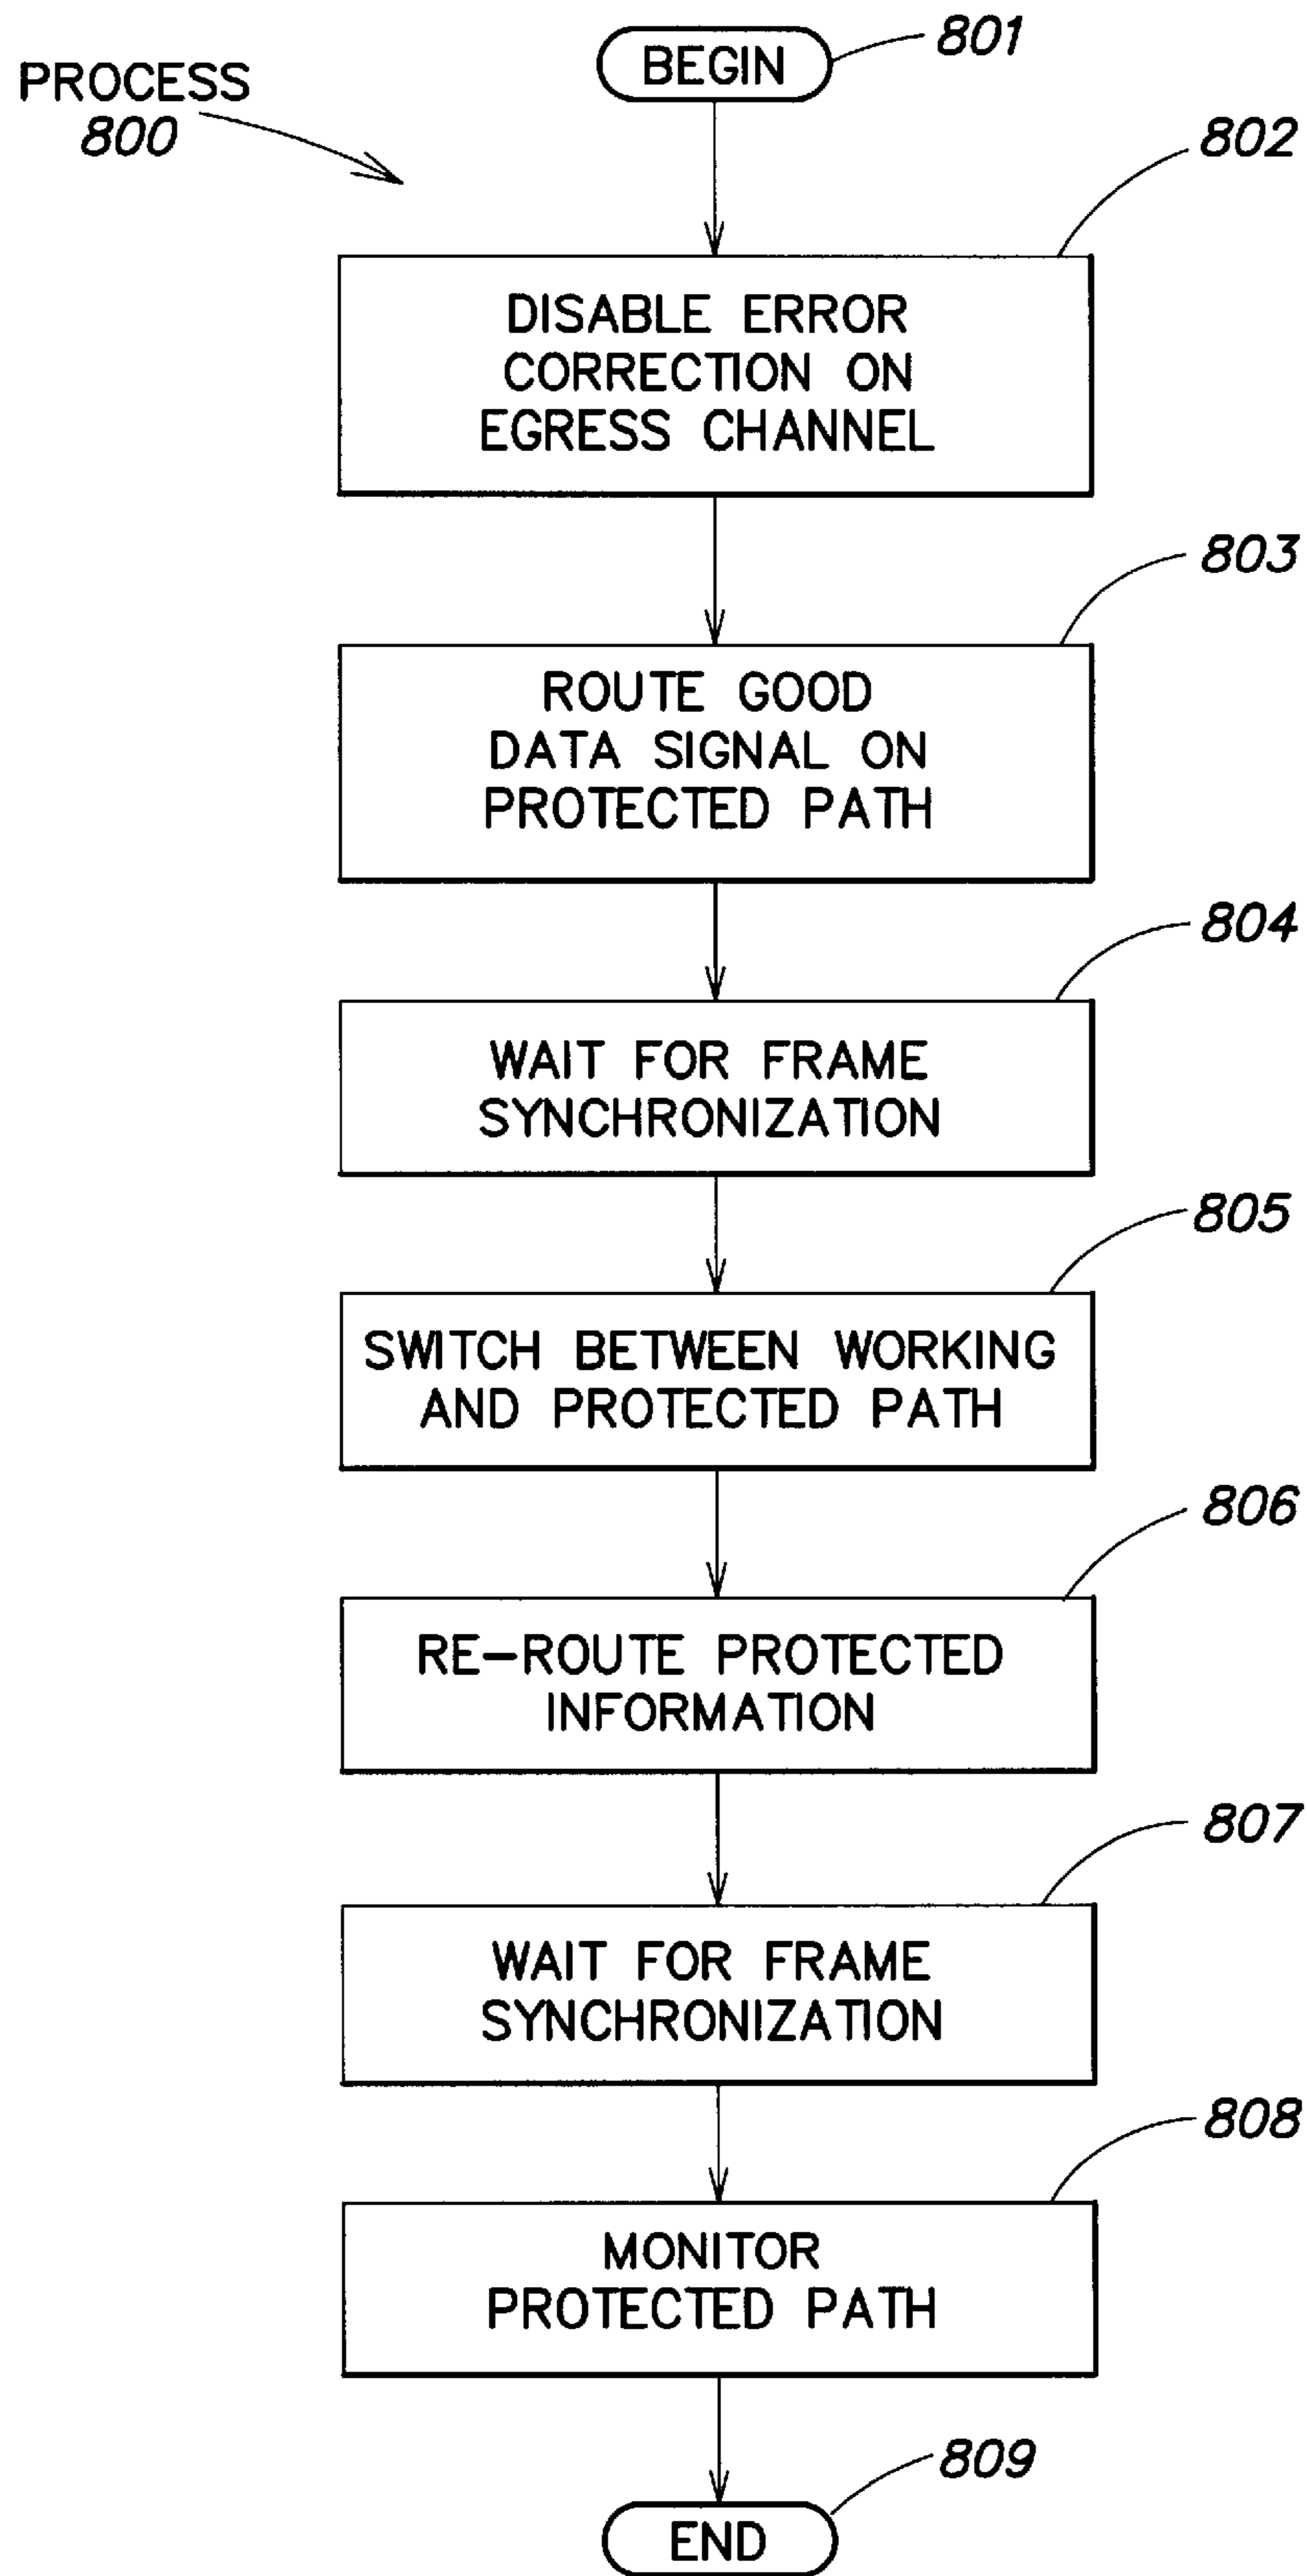 PROCESS
800
BEGIN
801
802
DISABLE ERROR
CORRECTION ON
EGRESS CHANNEL
803
ROUTE GOOD
DATA SIGNAL ON
PROTECTED PATH
804
WAIT FOR FRAME
SYNCHRONIZATION
805
SWITCH BETWEEN WORKING
AND PROTECTED PATH
806
RE-ROUTE PROTECTED
INFORMATION
807
WAIT FOR FRAME
SYNCHRONIZATION
808
MONITOR
PROTECTED PATH
809
END